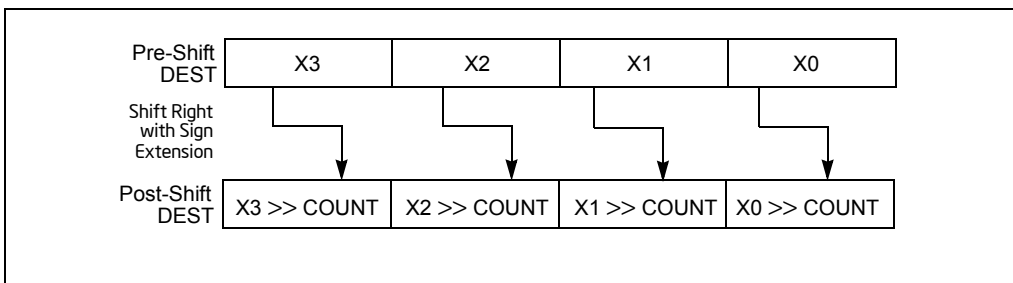 Pre-Shift
DEST
X3
X2
X1
X0
Shift Right
with Sign
Extension
Post-Shift
DEST
X3 >> COUNT
X2 >> COUNT
X1 >> COUNT
X0 >> COUNT